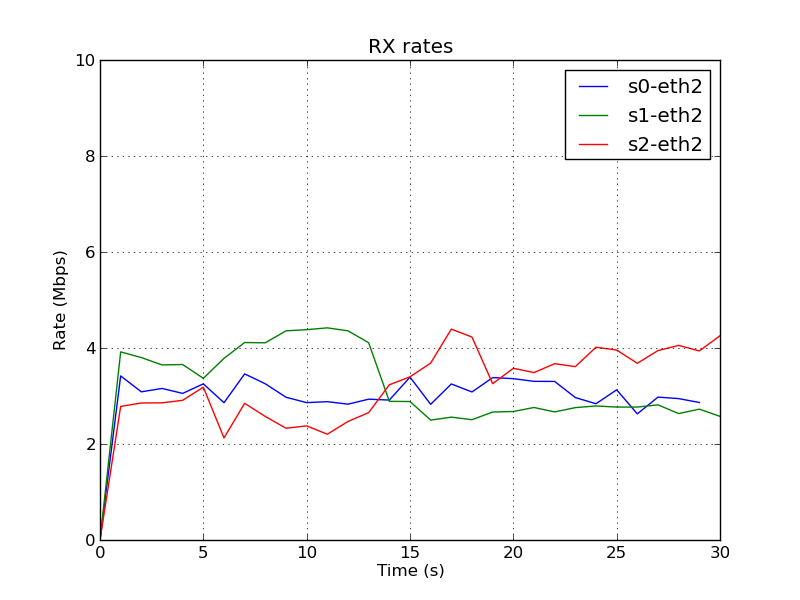 RX rates
10
8
6
4
2
0
Rate (Mbps)
s0-eth2
s1-eth2
s2-eth2
0 5 10 15 20 25 30
Time (s)